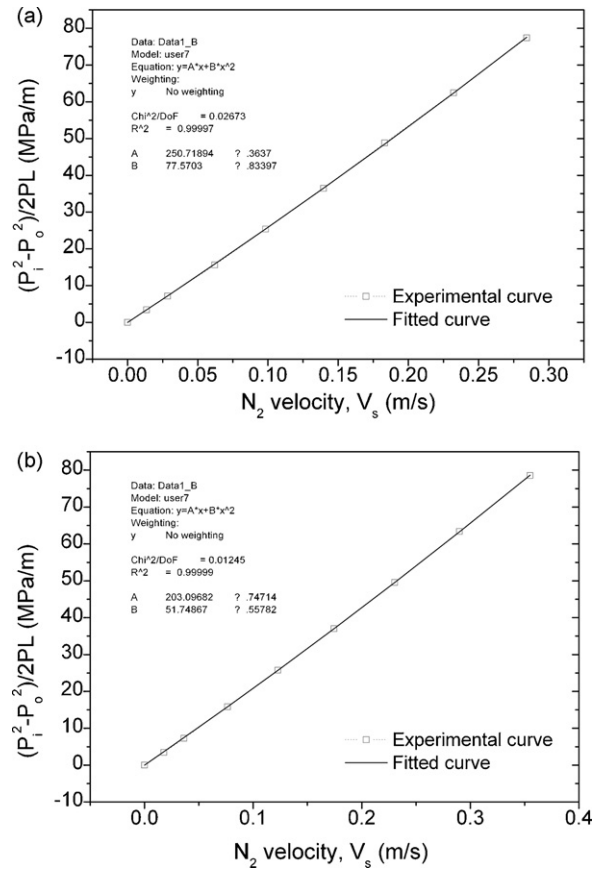 (a)
80
70
60
50
40
30
20
10
0
-10
(P_i^2-P_o^2)/2PL (MPa/m)
Data: Data1_B
Model: user7
Equation: y=A*x+B*x^2
Weighting:
y No weighting
Chi^2/DoF = 0.02673
R^2 = 0.99997
A 250.71894 ? .3637
B 77.5703 ? .83397
Experimental curve
Fitted curve
0.00 0.05 0.10 0.15 0.20 0.25 0.30
N₂ velocity, V_s (m/s)
(b)
80
70
60
50
40
30
20
10
0
-10
(P_i^2-P_o^2)/2PL (MPa/m)
Data: Data1_B
Model: user7
Equation: y=A*x+B*x^2
Weighting:
y No weighting
Chi^2/DoF = 0.01245
R^2 = 0.99999
A 203.09682 ? .74714
B 51.74867 ? .55782
Experimental curve
Fitted curve
0.0 0.1 0.2 0.3 0.4
N₂ velocity, V_s (m/s)